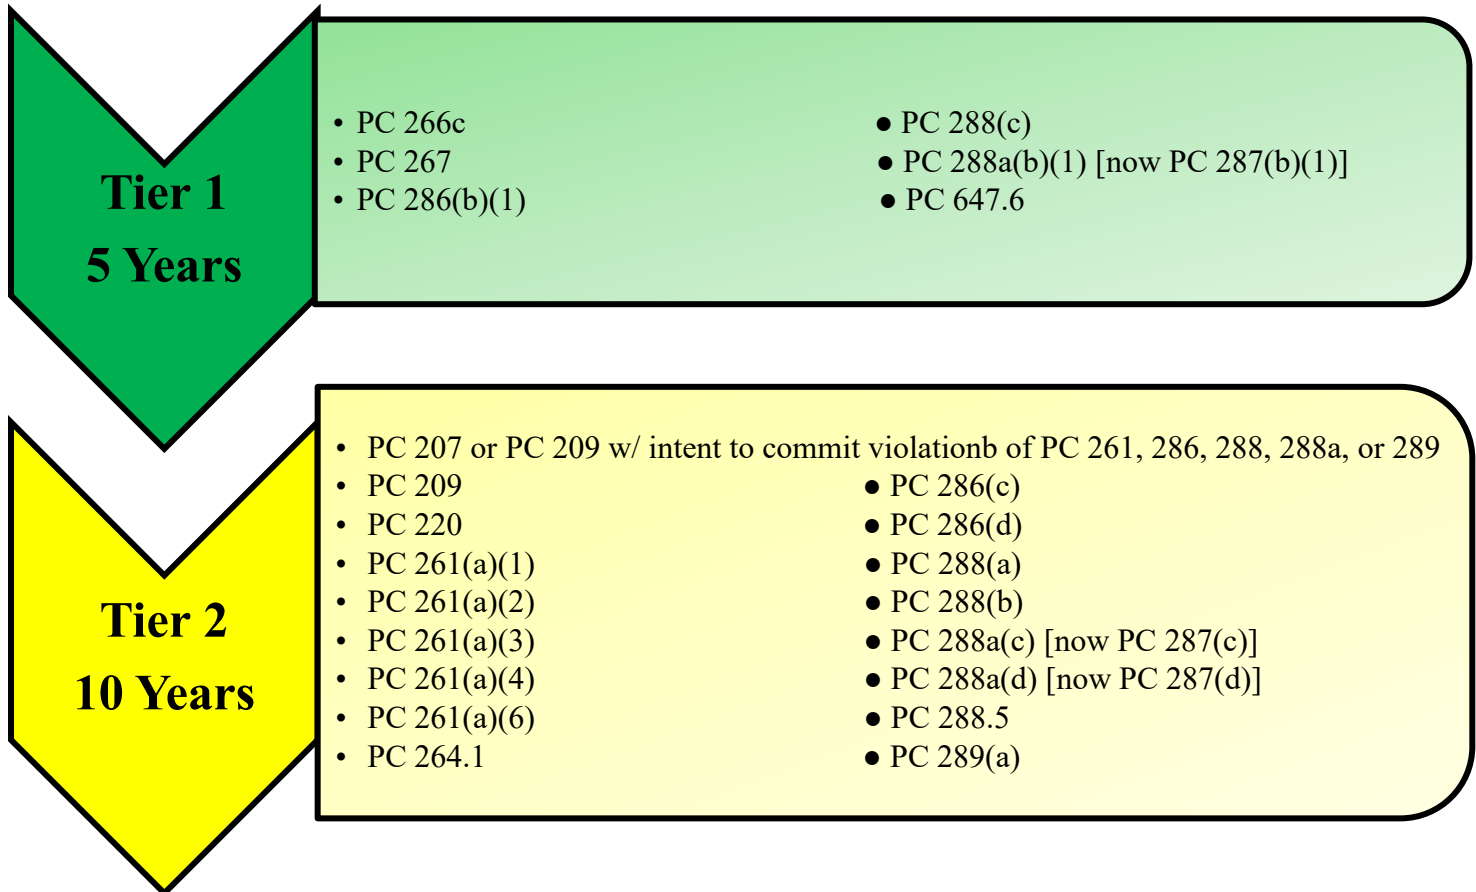 Tier 1
5 Years
• PC 266c ● PC 288(c)
• PC 267 ● PC 288a(b)(1) [now PC 287(b)(1)]
• PC 286(b)(1) ● PC 647.6
Tier 2
10 Years
• PC 207 or PC 209 w/ intent to commit violationb of PC 261, 286, 288, 288a, or 289
• PC 209 ● PC 286(c)
• PC 220 ● PC 286(d)
• PC 261(a)(1) ● PC 288(a)
• PC 261(a)(2) ● PC 288(b)
• PC 261(a)(3) ● PC 288a(c) [now PC 287(c)]
• PC 261(a)(4) ● PC 288a(d) [now PC 287(d)]
• PC 261(a)(6) ● PC 288.5
• PC 264.1 ● PC 289(a)